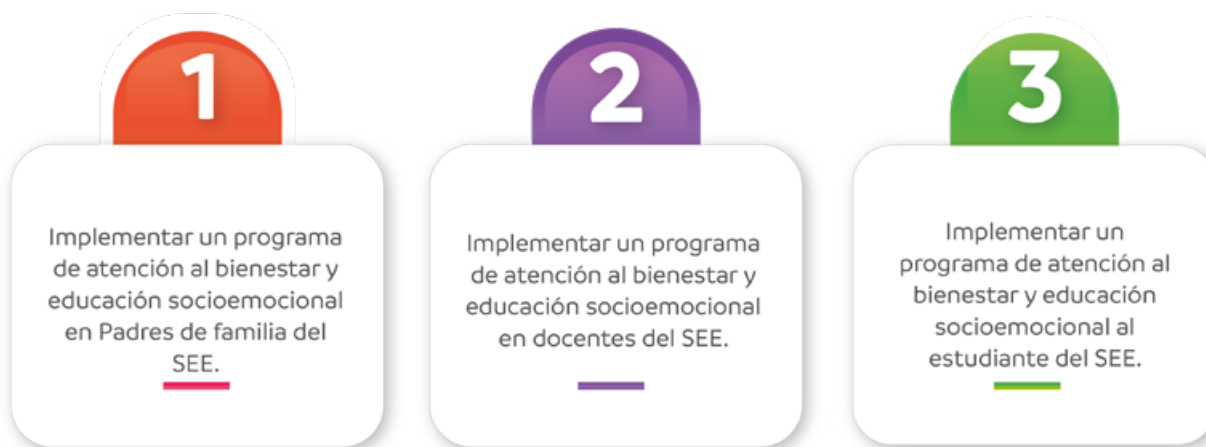 1
Implementar un programa
de atención al bienestar y
educación socioemocional
en Padres de familia del
SEE.
2
Implementar un programa
de atención al bienestar y
educación socioemocional
en docentes del SEE.
3
Implementar un
programa de atención al
bienestar y educación
socioemocional al
estudiante del SEE.